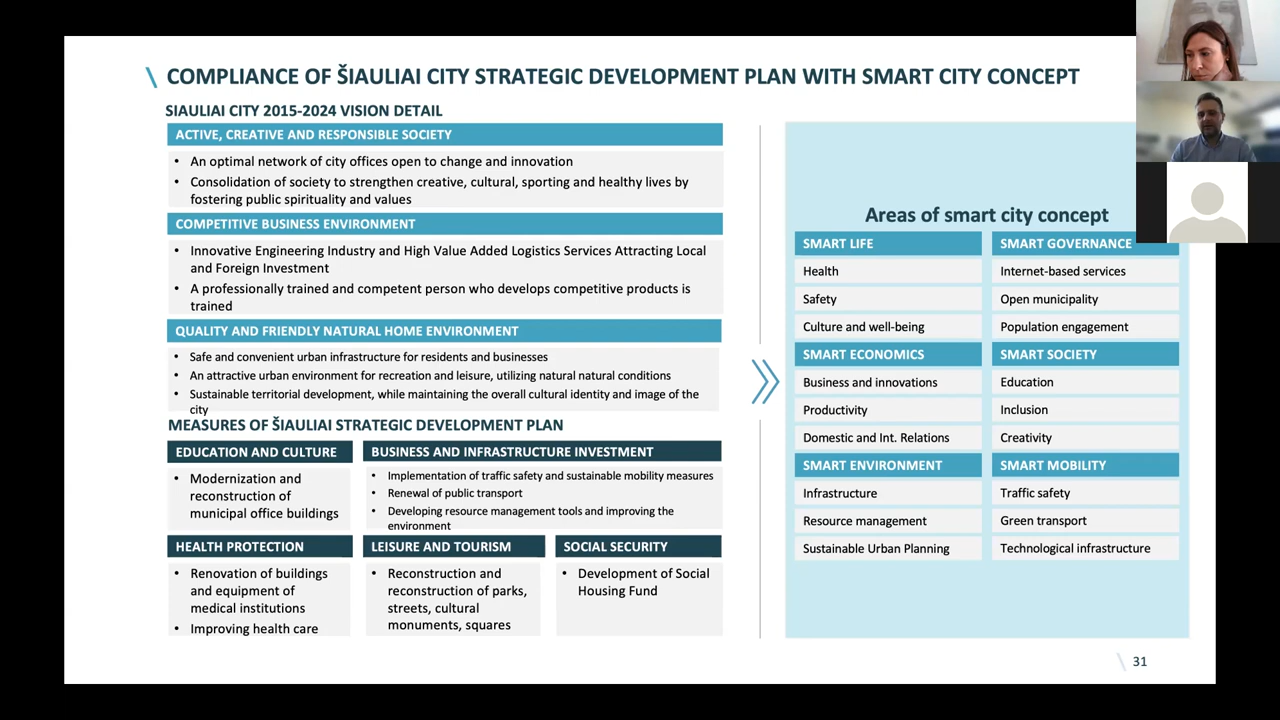 COMPLIANCE OF ŠIAULIAI CITY STRATEGIC DEVELOPMENT PLAN WITH SMART CITY CONCEPT
SIAULIAI CITY 2015-2024 VISION DETAIL
ACTIVE, CREATIVE AND RESPONSIBLE SOCIETY
• An optimal network of city offices open to change and innovation
• Consolidation of society to strengthen creative, cultural, sporting and healthy lives by
fostering public spirituality and values
COMPETITIVE BUSINESS ENVIRONMENT
• Innovative Engineering Industry and High Value Added Logistics Services Attracting Local
and Foreign Investment
• A professionally trained and competent person who develops competitive products is
trained
QUALITY AND FRIENDLY NATURAL HOME ENVIRONMENT
• Safe and convenient urban infrastructure for residents and businesses
• An attractive urban environment for recreation and leisure, utilizing natural natural conditions
• Sustainable territorial development, while maintaining the overall cultural identity and image of the
city
MEASURES OF ŠIAULIAI STRATEGIC DEVELOPMENT PLAN
EDUCATION AND CULTURE
• Modernization and
reconstruction of
municipal office buildings
BUSINESS AND INFRASTRUCTURE INVESTMENT
• Implementation of traffic safety and sustainable mobility measures
• Renewal of public transport
• Developing resource management tools and improving the
environment
HEALTH PROTECTION
• Renovation of buildings
and equipment of
medical institutions
• Improving health care
LEISURE AND TOURISM
• Reconstruction and
reconstruction of parks,
streets, cultural
monuments, squares
SOCIAL SECURITY
• Development of Social
Housing Fund
Areas of smart city concept
SMART LIFE
Health
Safety
Culture and well-being
SMART GOVERNANCE
Internet-based services
Open municipality
Population engagement
SMART ECONOMICS
Business and innovations
Productivity
Domestic and Int. Relations
SMART SOCIETY
Education
Inclusion
Creativity
SMART ENVIRONMENT
Infrastructure
Resource management
Sustainable Urban Planning
SMART MOBILITY
Traffic safety
Green transport
Technological infrastructure
31